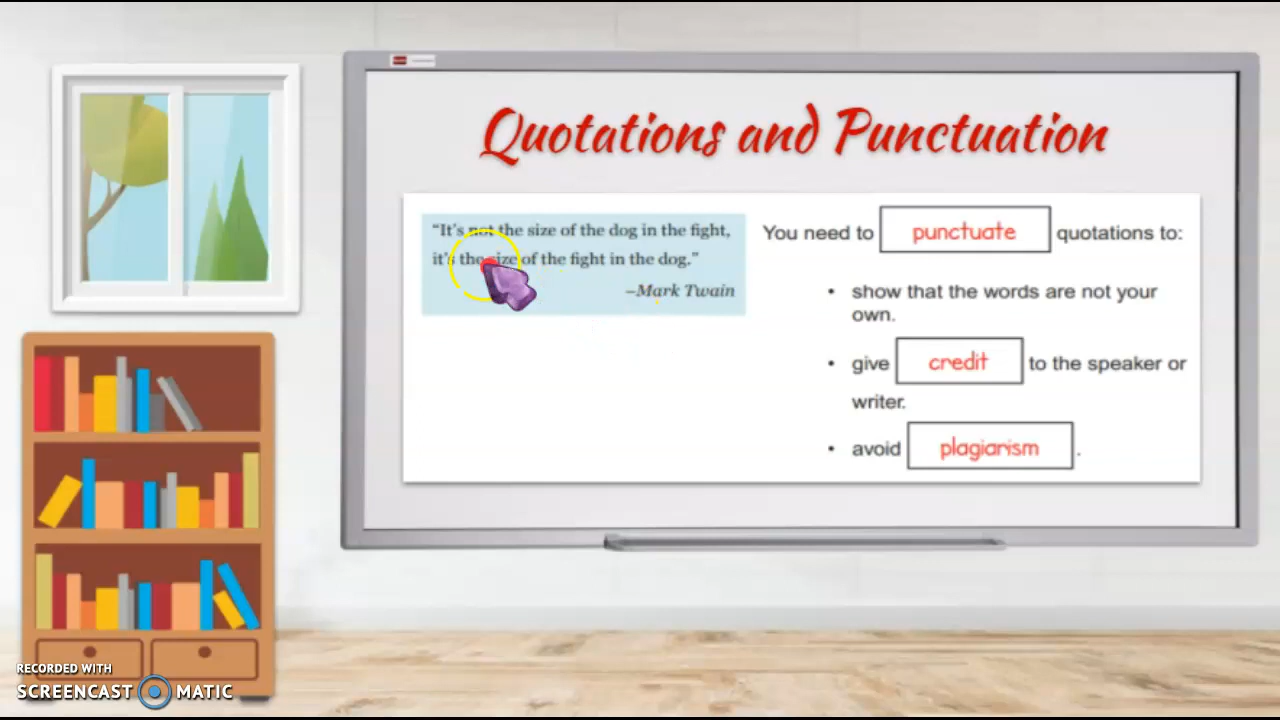 Quotations and Punctuation
“It's not the size of the dog in the fight,
it's the size of the fight in the dog.”
–Mark Twain
You need to punctuate quotations to:
• show that the words are not your
own.
• give credit to the speaker or
writer.
• avoid plagiarism .
RECORDED WITH
SCREENCAST MATIC